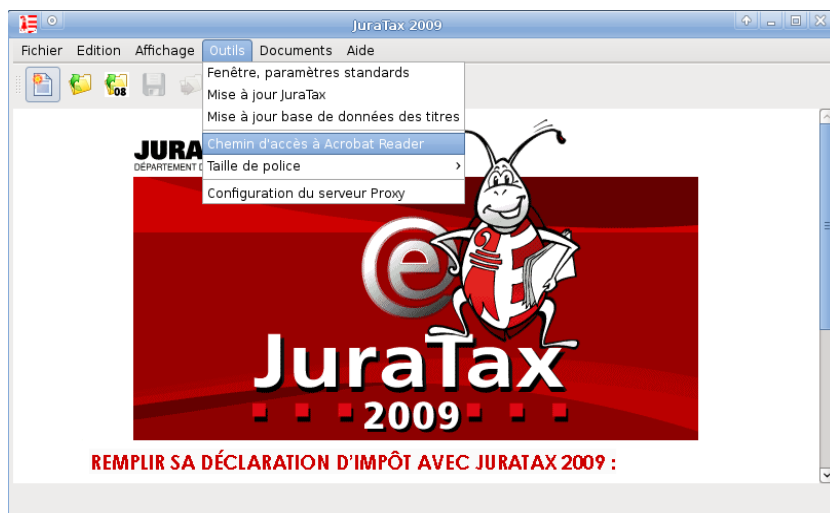 JuraTax 2009
Fichier Edition Affichage Outils Documents Aide
08
Fenêtre, paramètres standards
Mise à jour JuraTax
Mise à jour base de données des titres
Chemin d'accès à Acrobat Reader
Taille de police
Configuration du serveur Proxy
JURA
DÉPARTEMENT
e
JuraTax
2009
REMPLIR SA DÉCLARATION D'IMPÔT AVEC JURATAX 2009 :